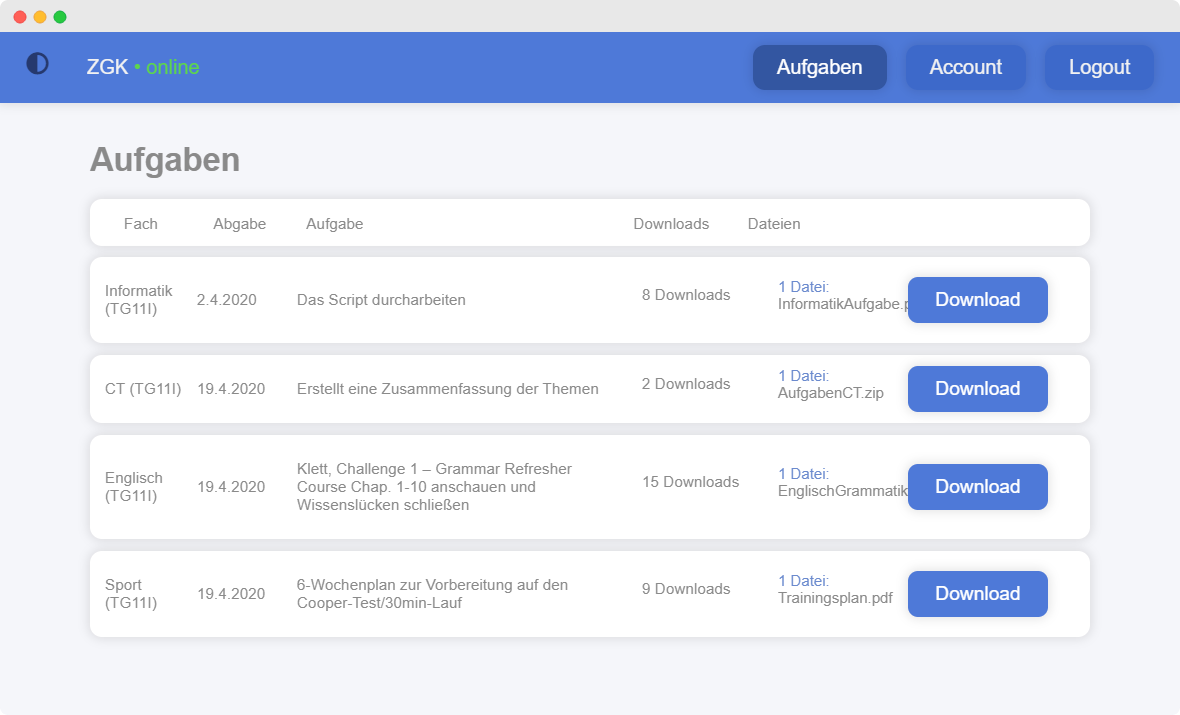 ZGK • online
Aufgaben
Account
Logout
Aufgaben
Fach
Abgabe
Aufgabe
Downloads
Dateien
Informatik
(TG11I)
2.4.2020
Das Script durcharbeiten
8 Downloads
1 Datei:
InformatikAufgabe.
Download
CT (TG11I)
19.4.2020
Erstellt eine Zusammenfassung der Themen
2 Downloads
1 Datei:
AufgabenCT.zip
Download
Englisch
(TG11I)
19.4.2020
Klett, Challenge 1 – Grammar Refresher
Course Chap. 1-10 anschauen und
Wissenslücken schließen
15 Downloads
1 Datei:
EnglischGrammatik
Download
Sport
(TG11I)
19.4.2020
6-Wochenplan zur Vorbereitung auf den
Cooper-Test/30min-Lauf
9 Downloads
1 Datei:
Trainingsplan.pdf
Download